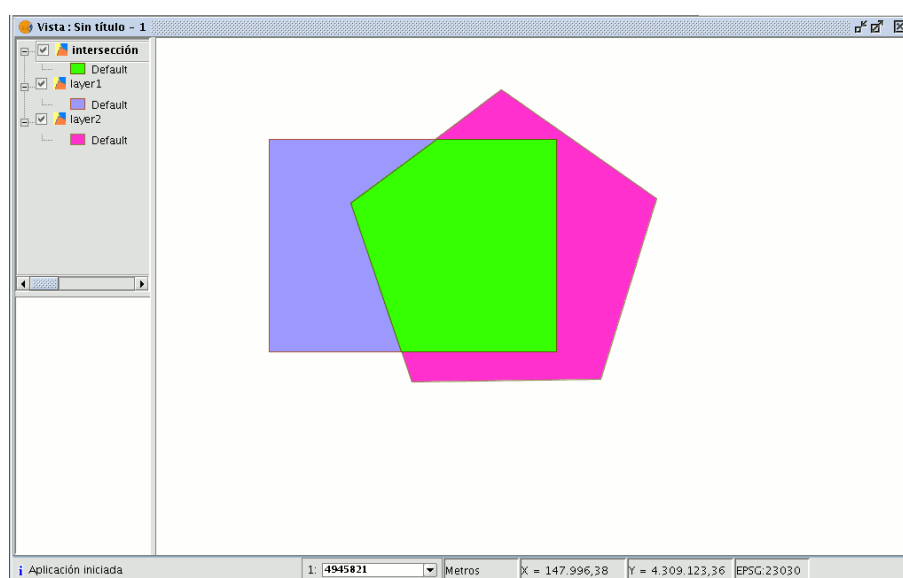 Vista : Sin título - 1
intersección
Default
layer1
Default
layer2
Default
Aplicación iniciada
1: 4945821
Metros
X = 147.996,38
Y = 4.309.123,36
EPSG:23030